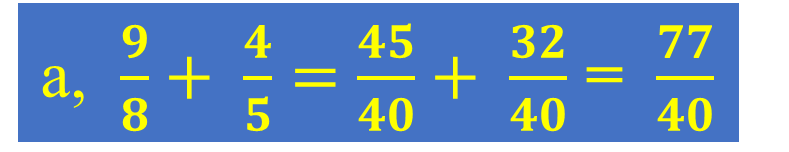 a, 9/8 + 4/5 = 45/40 + 32/40 = 77/40